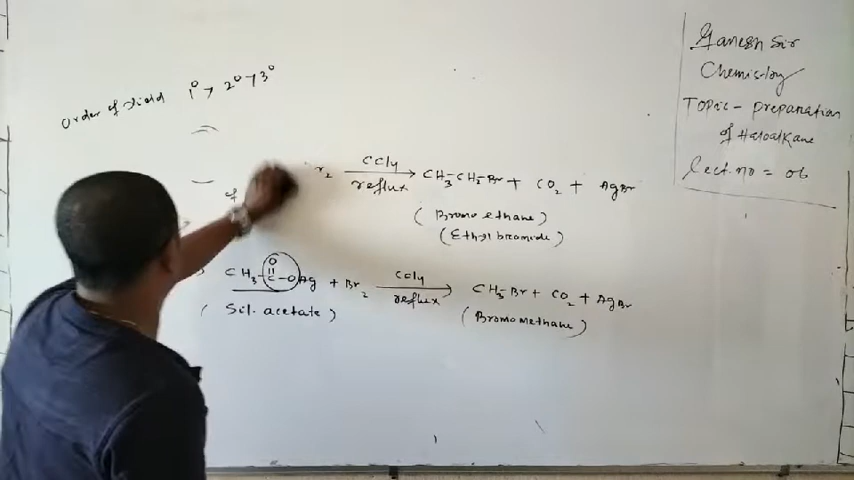 Ganesh Sir
Chemistry
Topic - preparation
of Haloalkane
Lect. no = 06
Order of Yield 1° > 2° > 3°
r₂ CCl₄ reflux → CH₃-CH₂-Br + CO₂ + AgBr
of
(Bromo ethane)
(Ethyl bromide)
CH₃-C(=O)-OAg + Br₂ CCl₄ reflux → CH₃-Br + CO₂ + AgBr
(Sil. acetate) (Bromomethane)